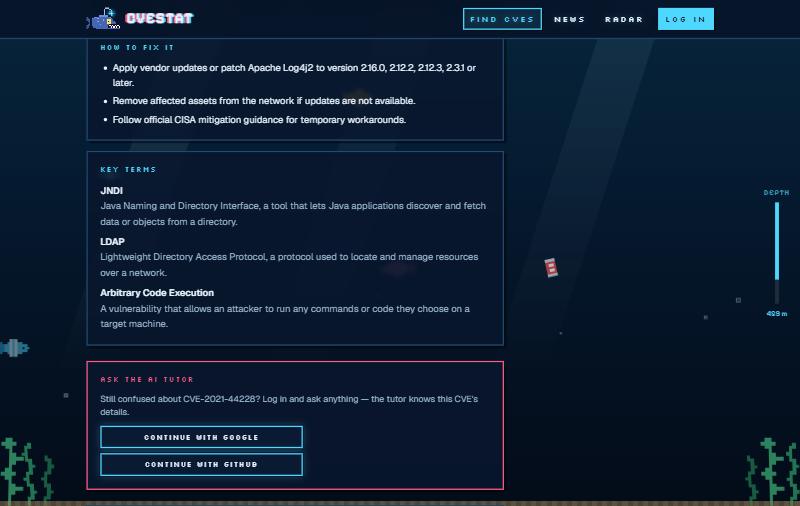 CVESTAT
FIND CVES
NEWS
RADAR
LOG IN
HOW TO FIX IT
• Apply vendor updates or patch Apache Log4j2 to version 2.16.0, 2.12.2, 2.12.3, 2.3.1 or
later.
• Remove affected assets from the network if updates are not available.
• Follow official CISA mitigation guidance for temporary workarounds.
KEY TERMS
JNDI
Java Naming and Directory Interface, a tool that lets Java applications discover and fetch
data or objects from a directory.
LDAP
Lightweight Directory Access Protocol, a protocol used to locate and manage resources
over a network.
Arbitrary Code Execution
A vulnerability that allows an attacker to run any commands or code they choose on a
target machine.
DEPTH
ASK THE AI TUTOR
Still confused about CVE-2021-44228? Log in and ask anything — the tutor knows this CVE's
details.
CONTINUE WITH GOOGLE
CONTINUE WITH GITHUB